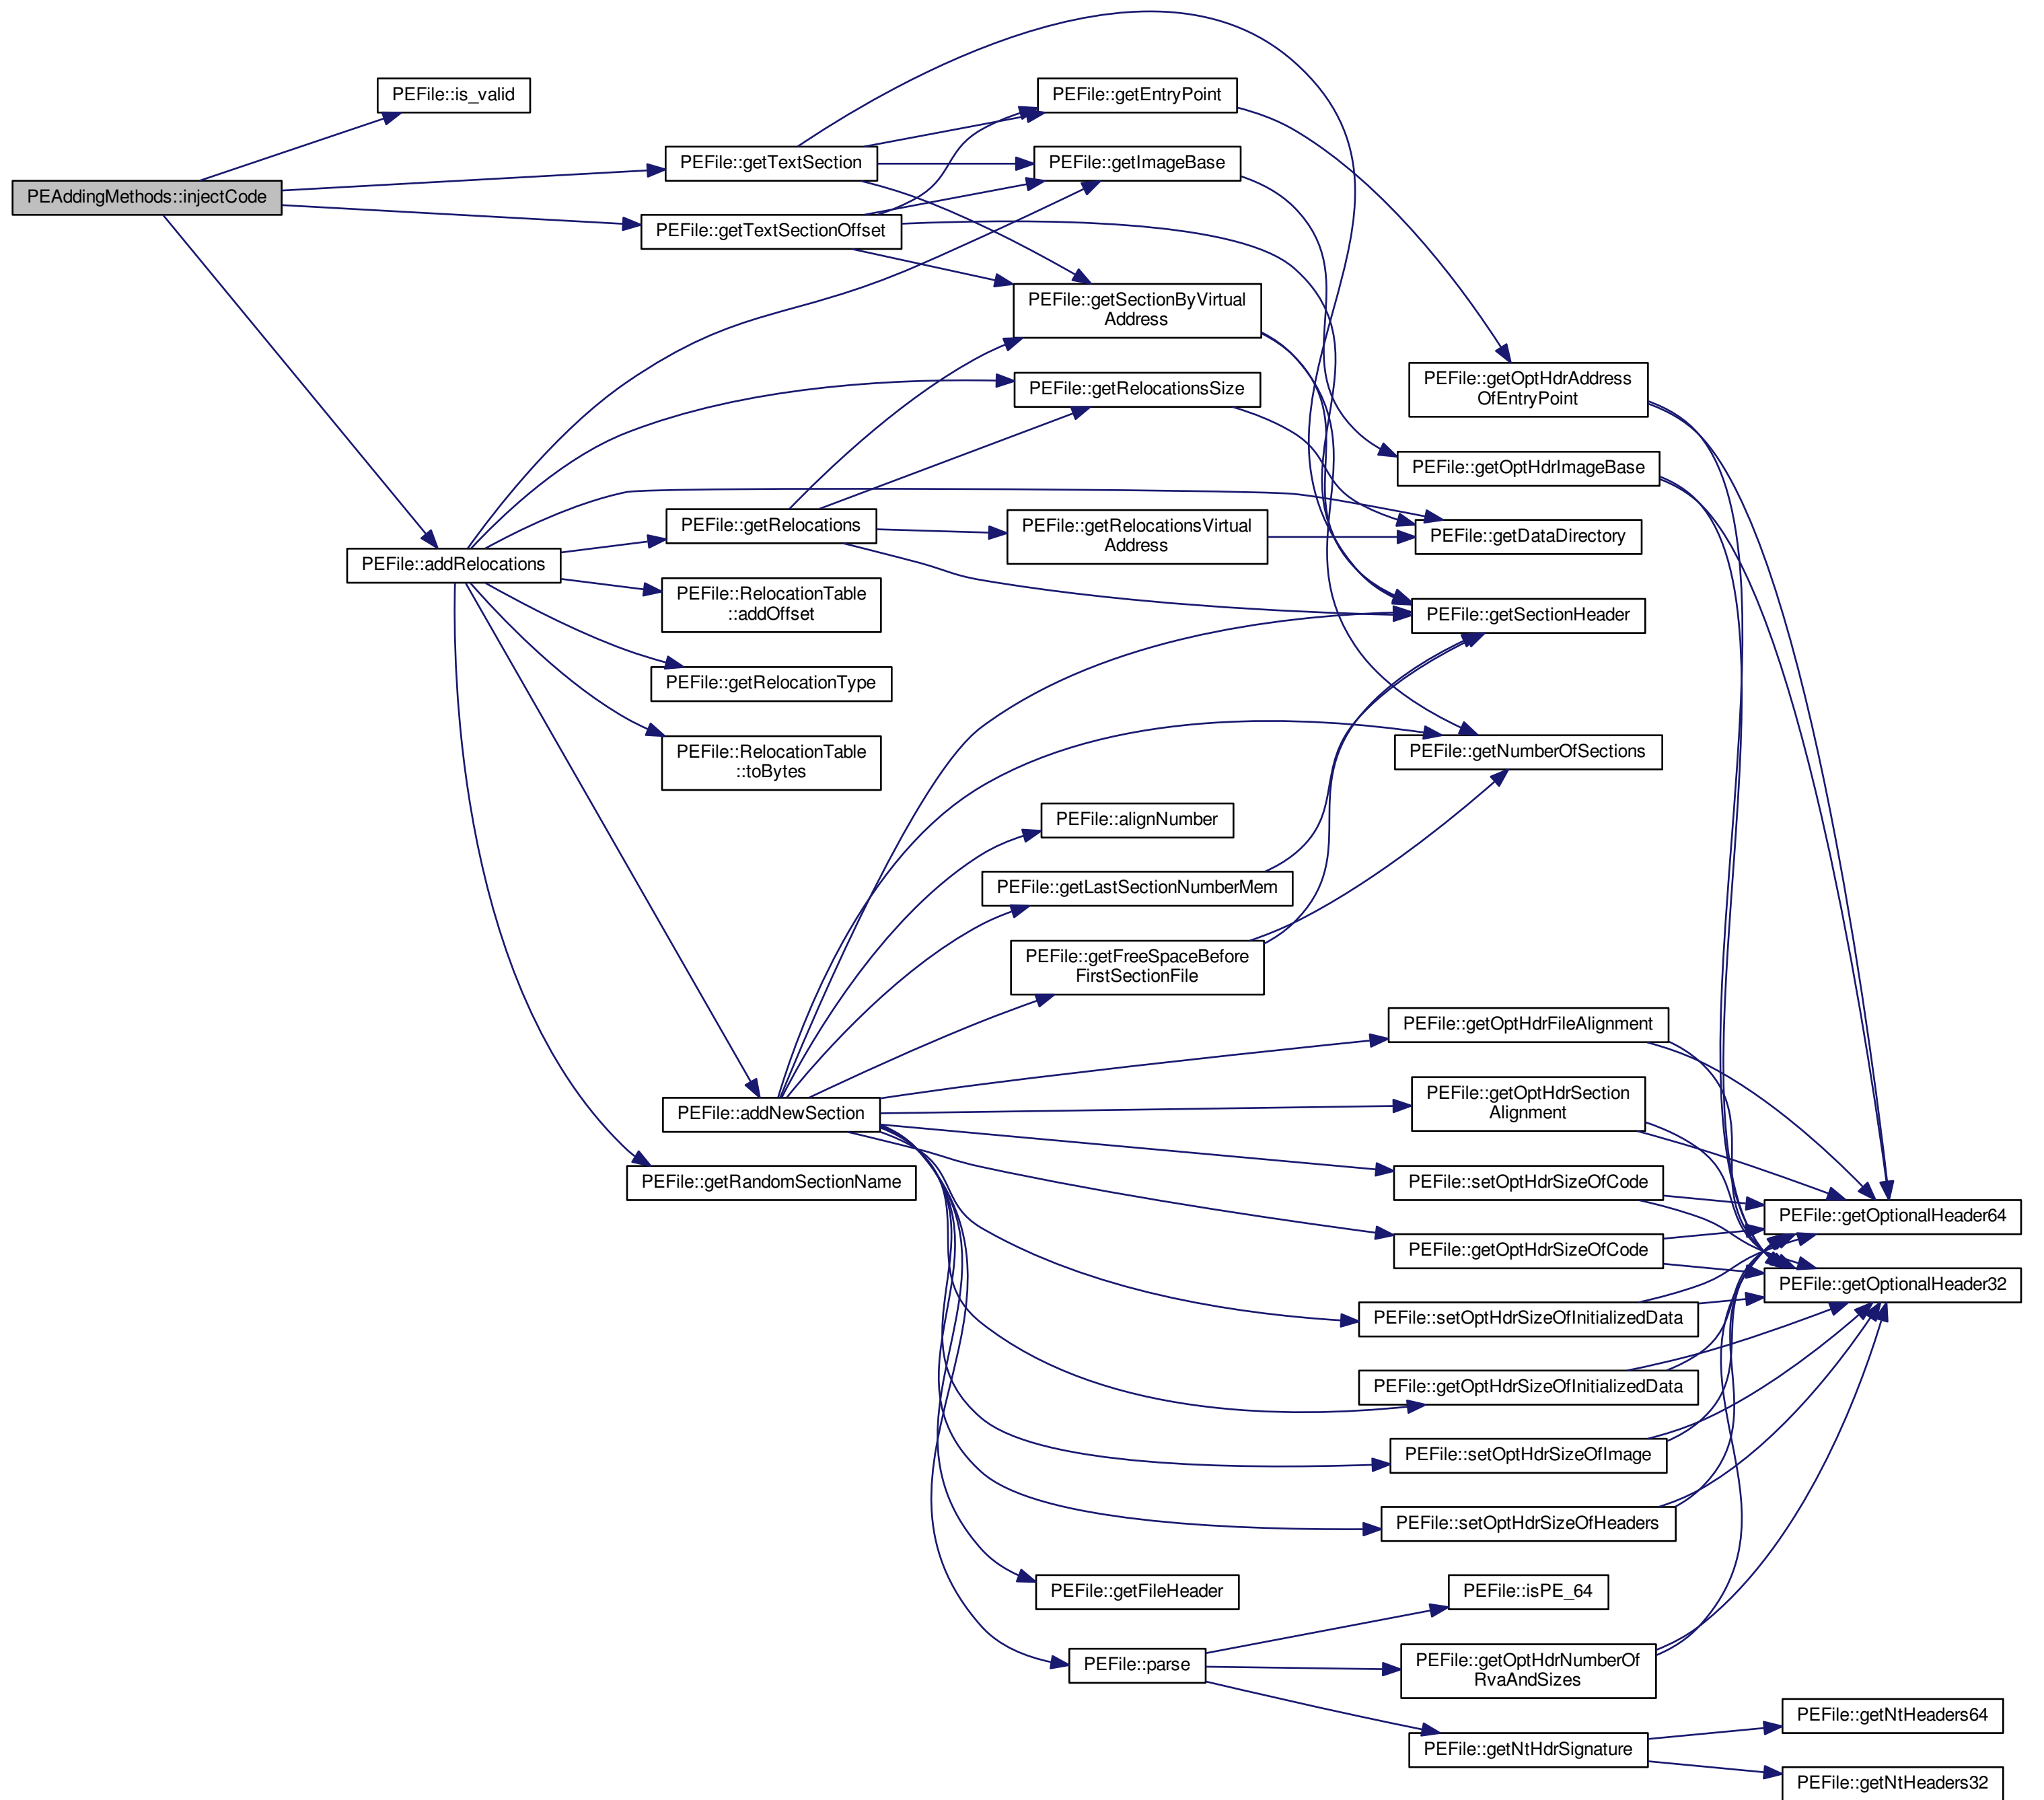 PEFile::is_valid
PEFile::getEntryPoint
PEFile::getTextSection
PEFile::getImageBase
PEAddingMethods::injectCode
PEFile::getTextSectionOffset
PEFile::getSectionByVirtual
Address
PEFile::getOptHdrAddress
OfEntryPoint
PEFile::getRelocationsSize
PEFile::getOptHdrImageBase
PEFile::getRelocations
PEFile::getRelocationsVirtual
Address
PEFile::getDataDirectory
PEFile::addRelocations
PEFile::RelocationTable
::addOffset
PEFile::getSectionHeader
PEFile::getRelocationType
PEFile::RelocationTable
::toBytes
PEFile::getNumberOfSections
PEFile::alignNumber
PEFile::getLastSectionNumberMem
PEFile::getFreeSpaceBefore
FirstSectionFile
PEFile::getOptHdrFileAlignment
PEFile::addNewSection
PEFile::getOptHdrSection
Alignment
PEFile::getRandomSectionName
PEFile::setOptHdrSizeOfCode
PEFile::getOptionalHeader64
PEFile::getOptHdrSizeOfCode
PEFile::getOptionalHeader32
PEFile::setOptHdrSizeOfInitializedData
PEFile::getOptHdrSizeOfInitializedData
PEFile::setOptHdrSizeOfImage
PEFile::setOptHdrSizeOfHeaders
PEFile::getFileHeader
PEFile::isPE_64
PEFile::parse
PEFile::getOptHdrNumberOf
RvaAndSizes
PEFile::getNtHeaders64
PEFile::getNtHdrSignature
PEFile::getNtHeaders32